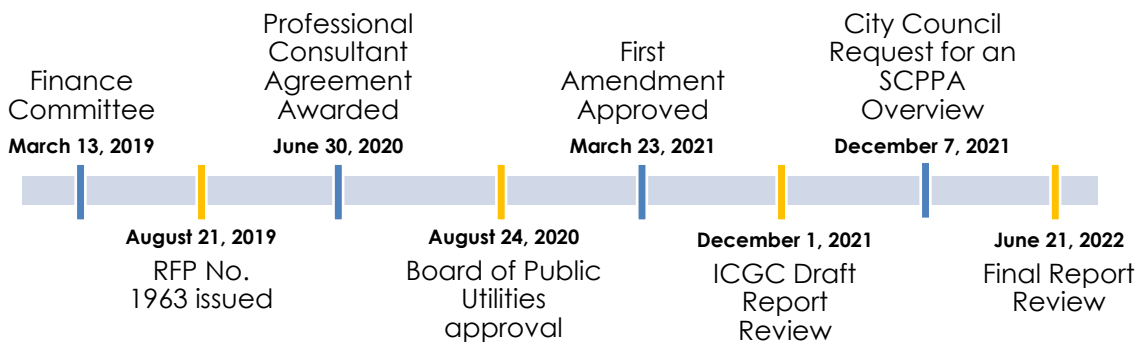 Finance
Committee
March 13, 2019
Professional
Consultant
Agreement
Awarded
June 30, 2020
First
Amendment
Approved
March 23, 2021
City Council
Request for an
SCPPA
Overview
December 7, 2021
August 21, 2019
RFP No.
1963 issued
August 24, 2020
Board of Public
Utilities
approval
December 1, 2021
ICGC Draft
Report
Review
June 21, 2022
Final Report
Review